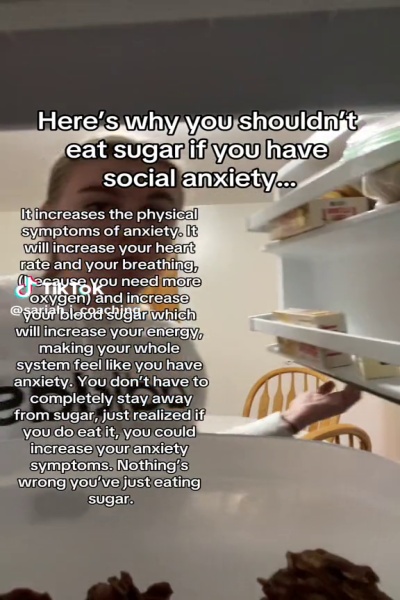 Here's why you shouldn't
eat sugar if you have
social anxiety...
It increases the physical
symptoms of anxiety. It
will increase your heart
rate and your breathing,
(because you need more
TikTok
oxygen) and increase
your blood sugar which
will increase your energy,
making your whole
system feel like you have
anxiety. You don't have to
completely stay away
from sugar, just realized if
you do eat it, you could
increase your anxiety
symptoms. Nothing's
wrong you've just eating
sugar.